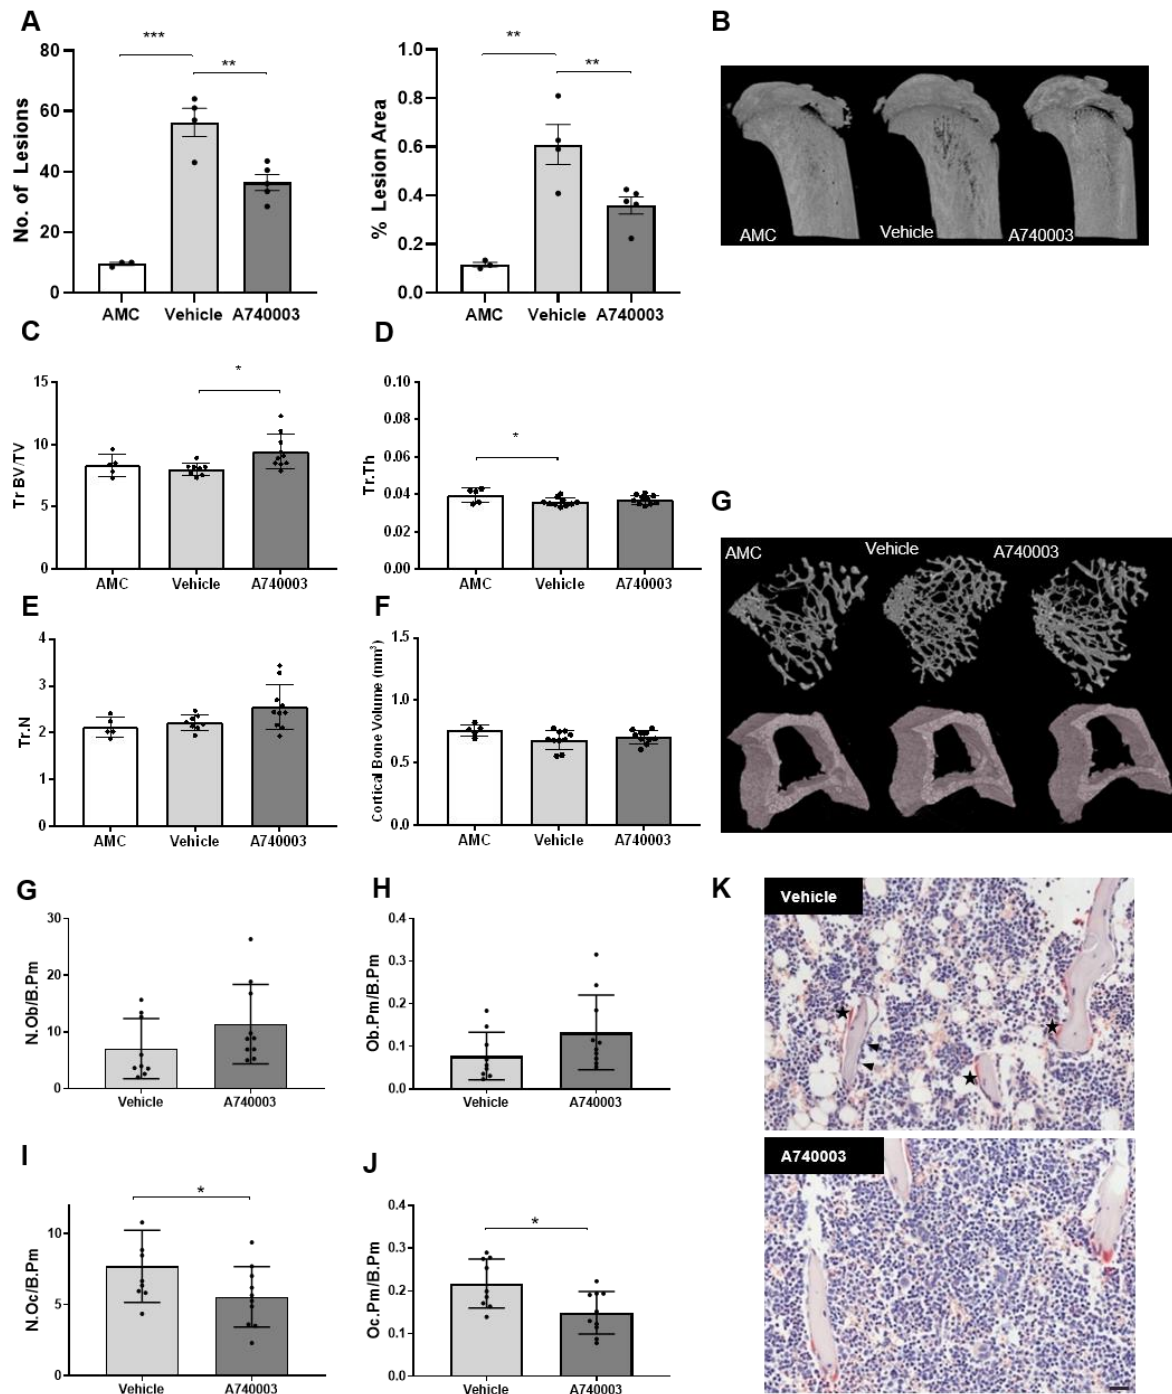 A
B
***
**
80
60
40
20
0
No. of Lesions
AMC Vehicle A740003
**
**
1.0
0.8
0.6
0.4
0.2
0.0
% Lesion Area
AMC Vehicle A740003
AMC
Vehicle
A740003
C
D
*
15
10
5
0
Tr BV/TV
AMC Vehicle A740003
*
0.10
0.08
0.06
0.04
0.02
0.00
Tr.Th
AMC Vehicle A740003
G
AMC
Vehicle
A740003
E
F
4
3
2
1
0
Tr.N
AMC Vehicle A740003
1.5
1.0
0.5
0.0
Cortical Bone Volume (mm³)
AMC Vehicle A740003
G
H
K
30
20
10
0
N.Ob/B.Pm
Vehicle A740003
0.4
0.3
0.2
0.1
0.0
Ob.Pm/B.Pm
Vehicle A740003
Vehicle
I
J
*
10
5
0
N.Oc/B.Pm
Vehicle A740003
*
0.4
0.3
0.2
0.1
0.0
Oc.Pm/B.Pm
Vehicle A740003
A740003